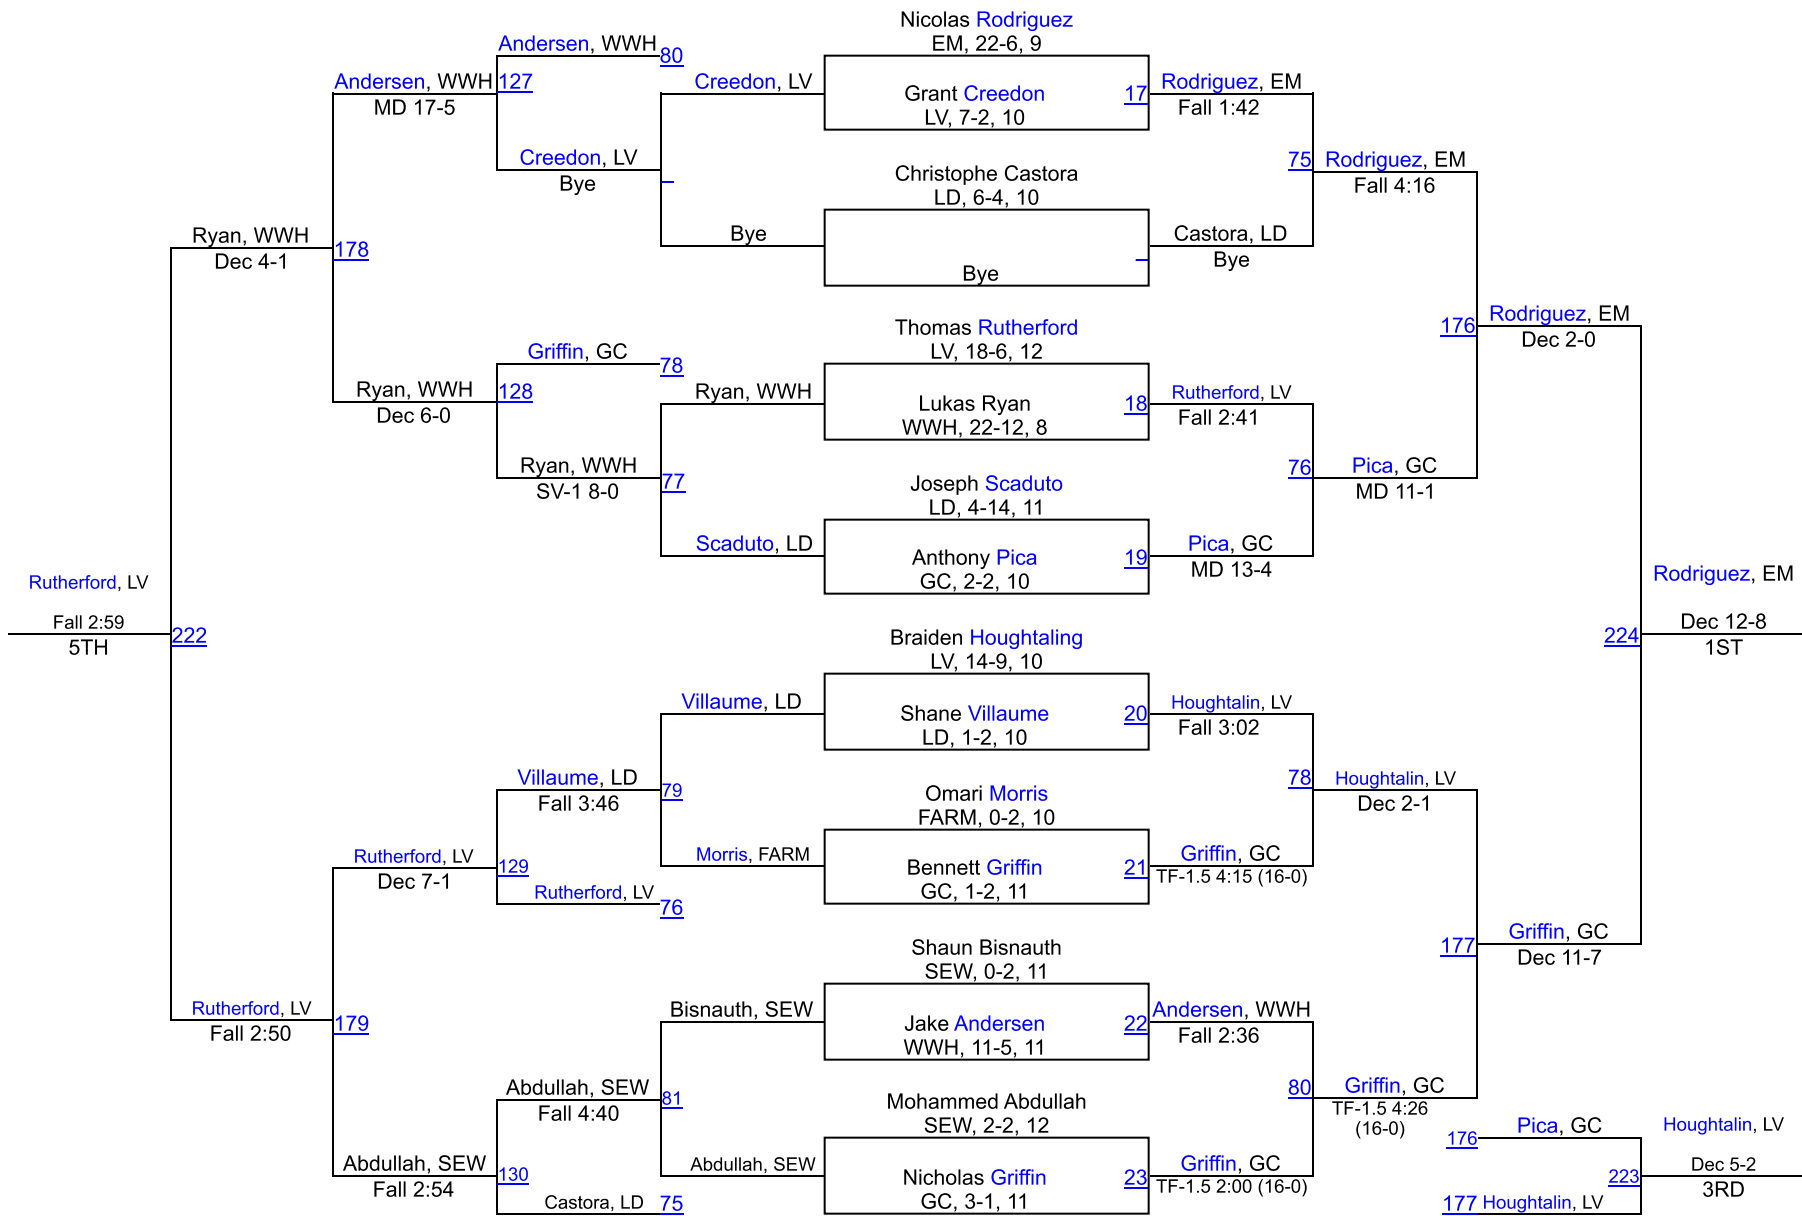 Nicolas Rodriguez
EM, 22-6, 9
Grant Creedon
LV, 7-2, 10
17
Christophe Castora
LD, 6-4, 10
Bye
Thomas Rutherford
LV, 18-6, 12
Lukas Ryan
WWH, 22-12, 8
18
Joseph Scaduto
LD, 4-14, 11
Anthony Pica
GC, 2-2, 10
19
Braiden Houghtaling
LV, 14-9, 10
Shane Villaume
LD, 1-2, 10
20
Omari Morris
FARM, 0-2, 10
Bennett Griffin
GC, 1-2, 11
21
Shaun Bisnauth
SEW, 0-2, 11
Jake Andersen
WWH, 11-5, 11
22
Mohammed Abdullah
SEW, 2-2, 12
Nicholas Griffin
GC, 3-1, 11
23
Rodriguez, EM
Fall 1:42
75
Castora, LD
Bye
Rutherford, LV
Fall 2:41
76
Pica, GC
MD 13-4
Houghtalin, LV
Fall 3:02
78
Griffin, GC
TF-1.5 4:15 (16-0)
Andersen, WWH
Fall 2:36
80
Griffin, GC
TF-1.5 2:00 (16-0)
Rodriguez, EM
Fall 4:16
176
Pica, GC
MD 11-1
Houghtalin, LV
Dec 2-1
177
Griffin, GC
TF-1.5 4:26
(16-0)
Rodriguez, EM
Dec 2-0
224
Griffin, GC
Dec 11-7
Rodriguez, EM
Dec 12-8
1ST
176
Pica, GC
223
177
Houghtalin, LV
Houghtalin, LV
Dec 5-2
3RD
Creedon, LV
Bye
Ryan, WWH
77
Scaduto, LD
Villaume, LD
79
Morris, FARM
Bisnauth, SEW
81
Abdullah, SEW
Andersen, WWH
80
127
Creedon, LV
Bye
Griffin, GC
78
128
Ryan, WWH
SV-1 8-0
Villaume, LD
Fall 3:46
129
Rutherford, LV
76
Abdullah, SEW
Fall 4:40
130
Castora, LD
75
Andersen, WWH
MD 17-5
178
Ryan, WWH
Dec 6-0
Rutherford, LV
Dec 7-1
179
Abdullah, SEW
Fall 2:54
Ryan, WWH
Dec 4-1
222
Rutherford, LV
Fall 2:50
Rutherford, LV
Fall 2:59
5TH